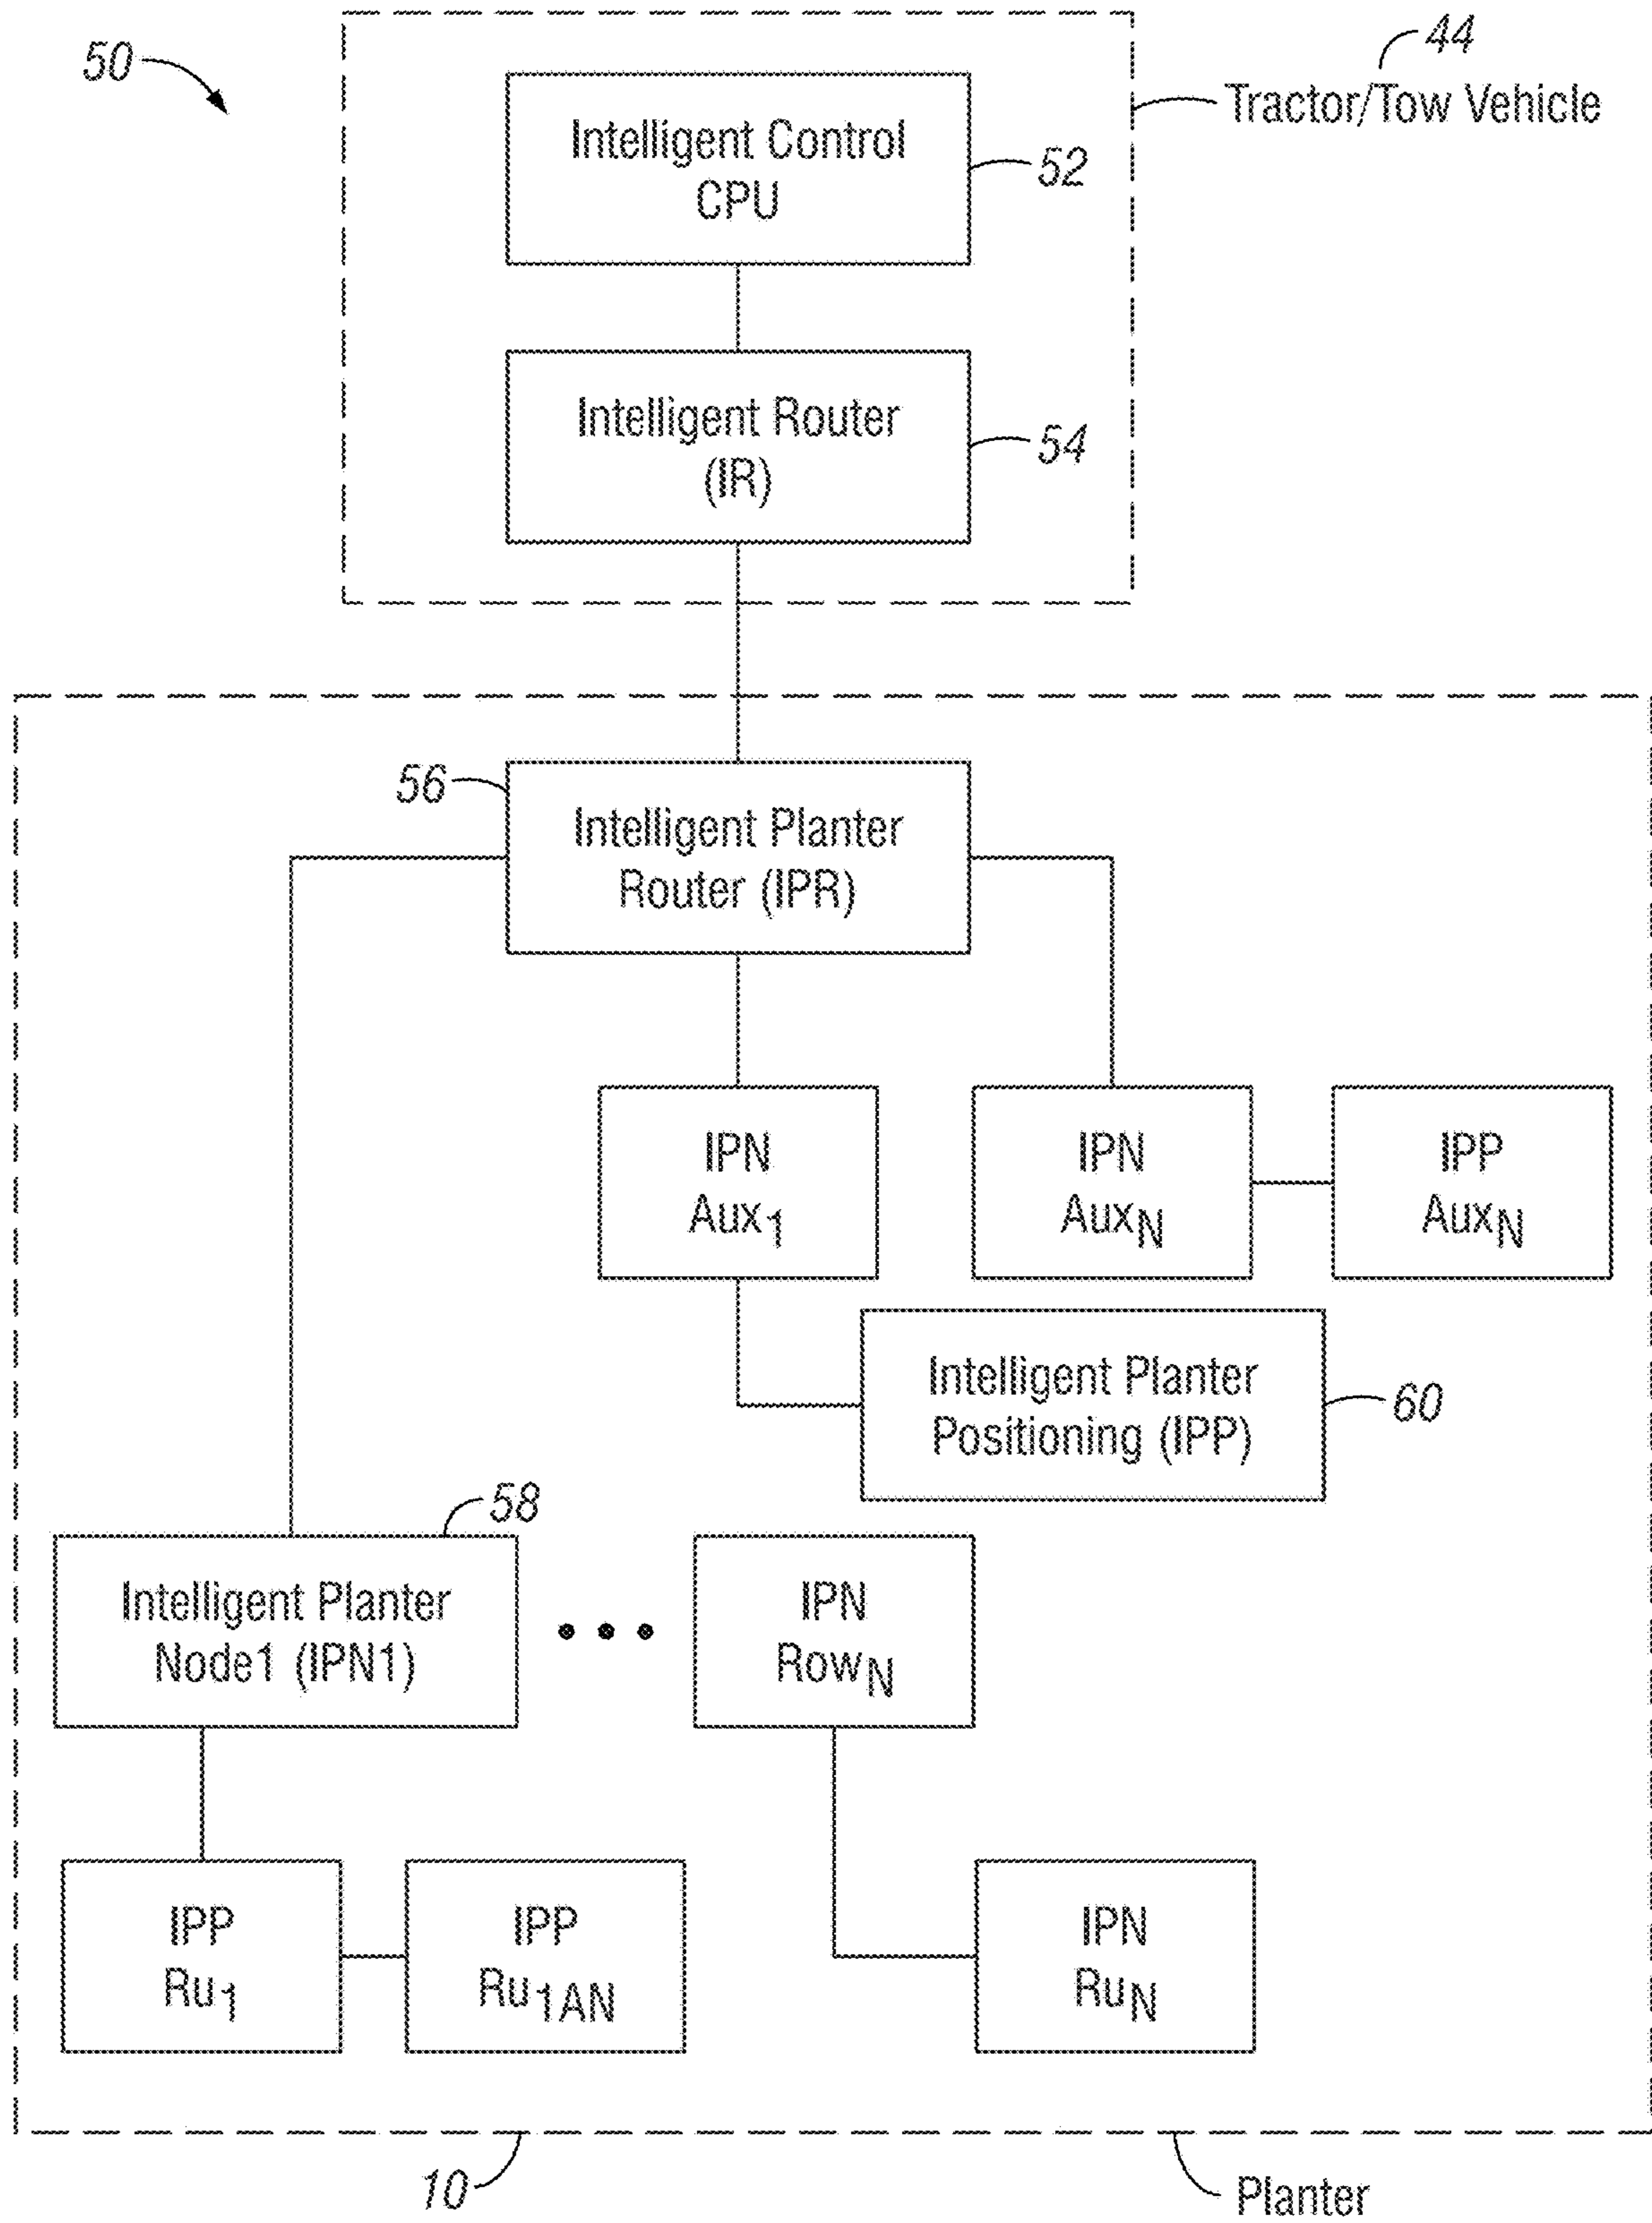 50
44
Tractor/Tow Vehicle
Intelligent Control
CPU
52
Intelligent Router
(IR)
54
56
Intelligent Planter
Router (IPR)
IPN
Aux1
IPN
AuxN
IPP
AuxN
Intelligent Planter
Positioning (IPP)
60
58
Intelligent Planter
Node1 (IPN1)
IPN
RowN
IPP
Ru1
IPP
Ru1AN
IPN
RuN
10
Planter